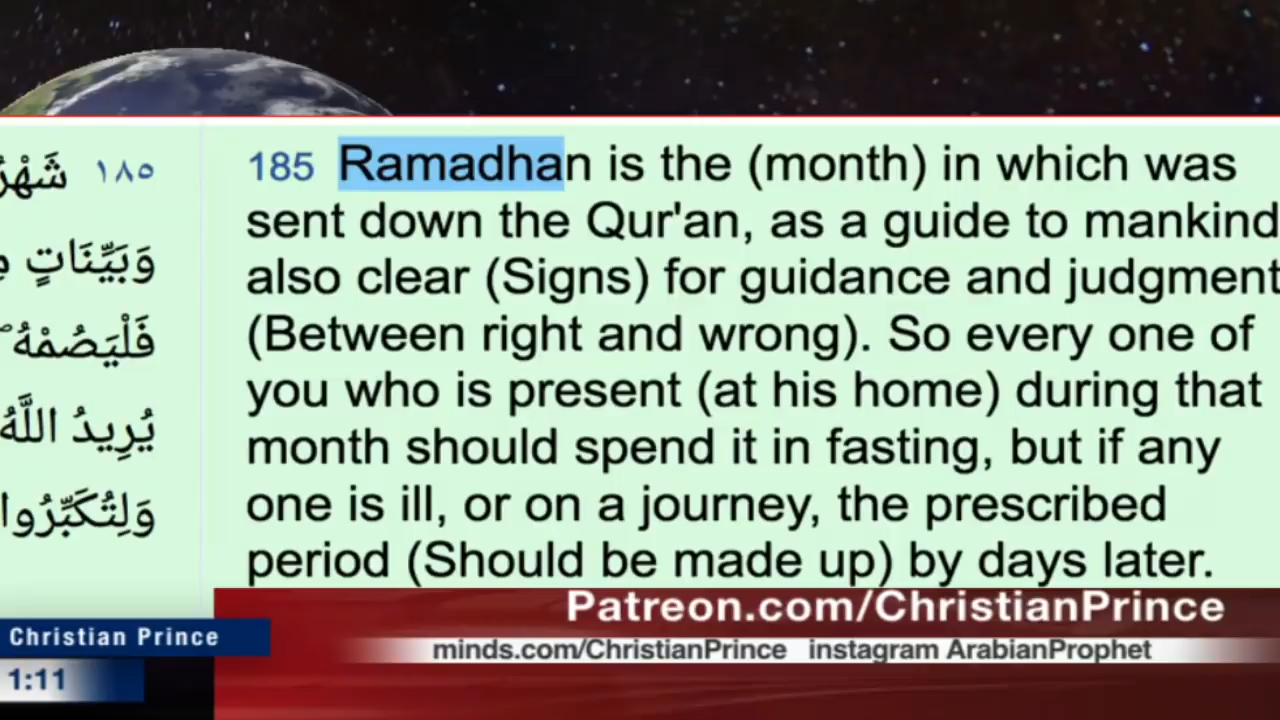 185 Ramadhan is the (month) in which was
sent down the Qur'an, as a guide to mankind
also clear (Signs) for guidance and judgment
(Between right and wrong). So every one of
you who is present (at his home) during that
month should spend it in fasting, but if any
one is ill, or on a journey, the prescribed
period (Should be made up) by days later.
١٨٥ شَهْرُ
وَبَيِّنَاتٍ
فَلْيَصُمْهُ ۖ
يُرِيدُ اللَّهُ
وَلِتُكَبِّرُوا
Patreon.com/ChristianPrince
Christian Prince
minds.com/ChristianPrince instagram ArabianProphet
1:11